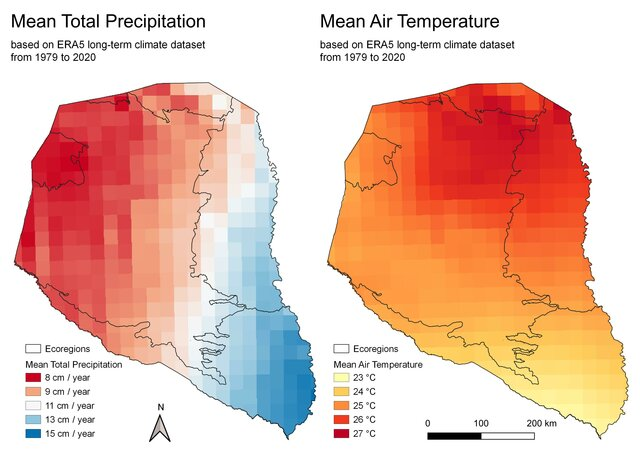 Mean Total Precipitation
based on ERA5 long-term climate dataset
from 1979 to 2020
Ecoregions
Mean Total Precipitation
8 cm / year
9 cm / year
11 cm / year
13 cm / year
15 cm / year
N
Mean Air Temperature
based on ERA5 long-term climate dataset
from 1979 to 2020
Ecoregions
Mean Air Temperature
23 °C
24 °C
25 °C
26 °C
27 °C
0 100 200 km